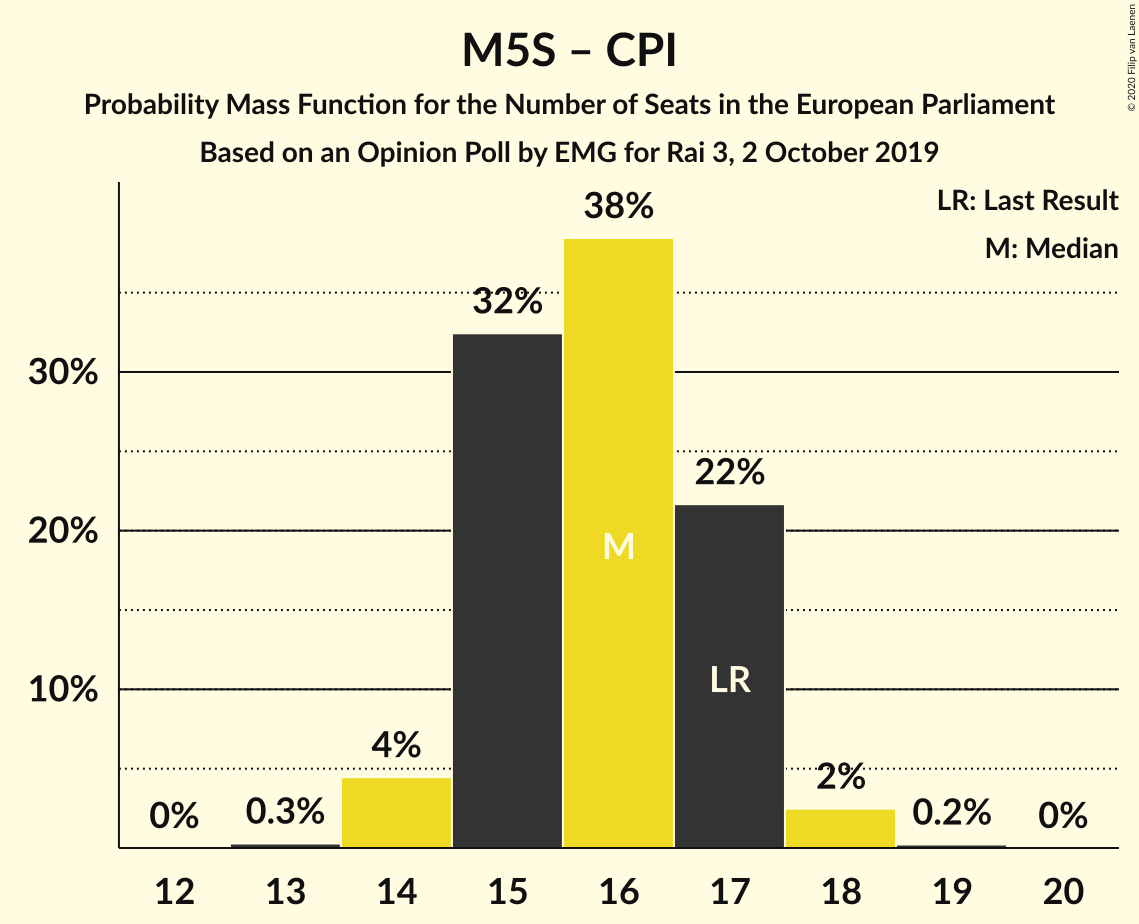 M5S – CPI
Probability Mass Function for the Number of Seats in the European Parliament
Based on an Opinion Poll by EMG for Rai 3, 2 October 2019
© 2020 Filip van Laenen
LR: Last Result
M: Median
38%
32%
30%
22%
20%
M
LR
10%
4%
2%
0%
0.3%
0.2%
0%
12 13 14 15 16 17 18 19 20